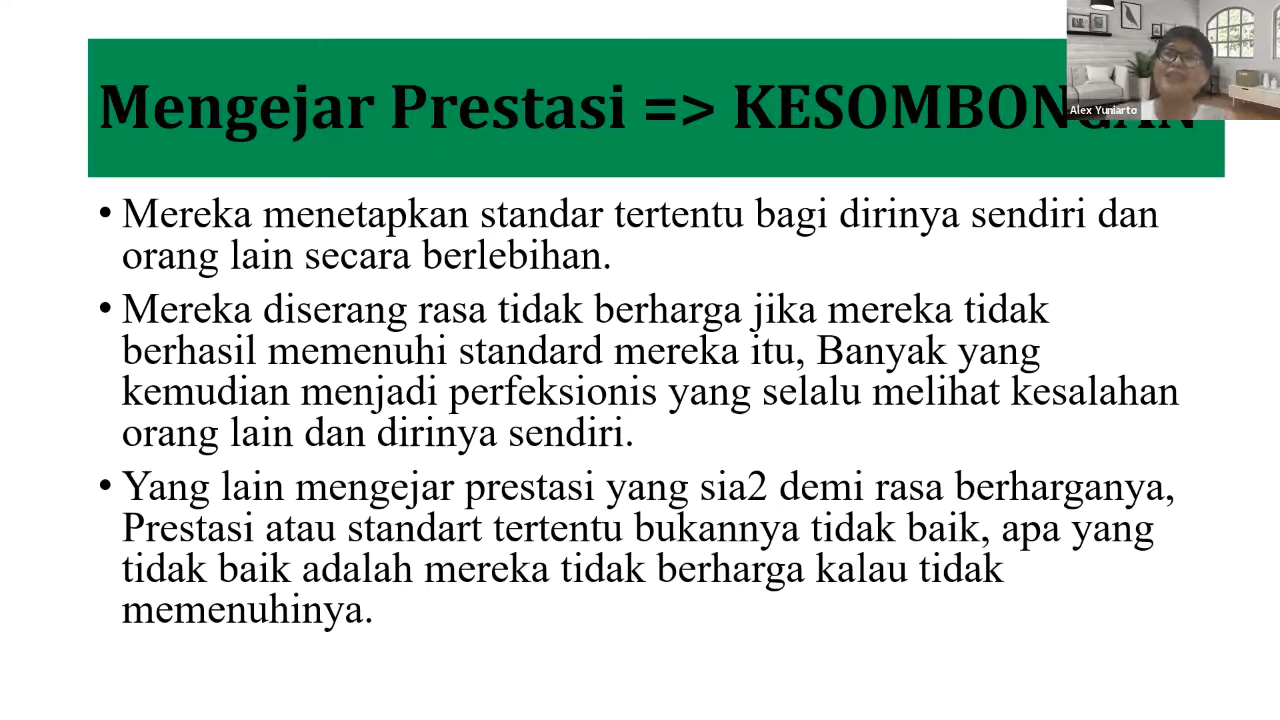 Mengejar Prestasi => KESOMBONGAN
Alex Yuniarto
• Mereka menetapkan standar tertentu bagi dirinya sendiri dan
orang lain secara berlebihan.
• Mereka diserang rasa tidak berharga jika mereka tidak
berhasil memenuhi standard mereka itu, Banyak yang
kemudian menjadi perfeksionis yang selalu melihat kesalahan
orang lain dan dirinya sendiri.
• Yang lain mengejar prestasi yang sia2 demi rasa berharganya,
Prestasi atau standart tertentu bukannya tidak baik, apa yang
tidak baik adalah mereka tidak berharga kalau tidak
memenuhinya.